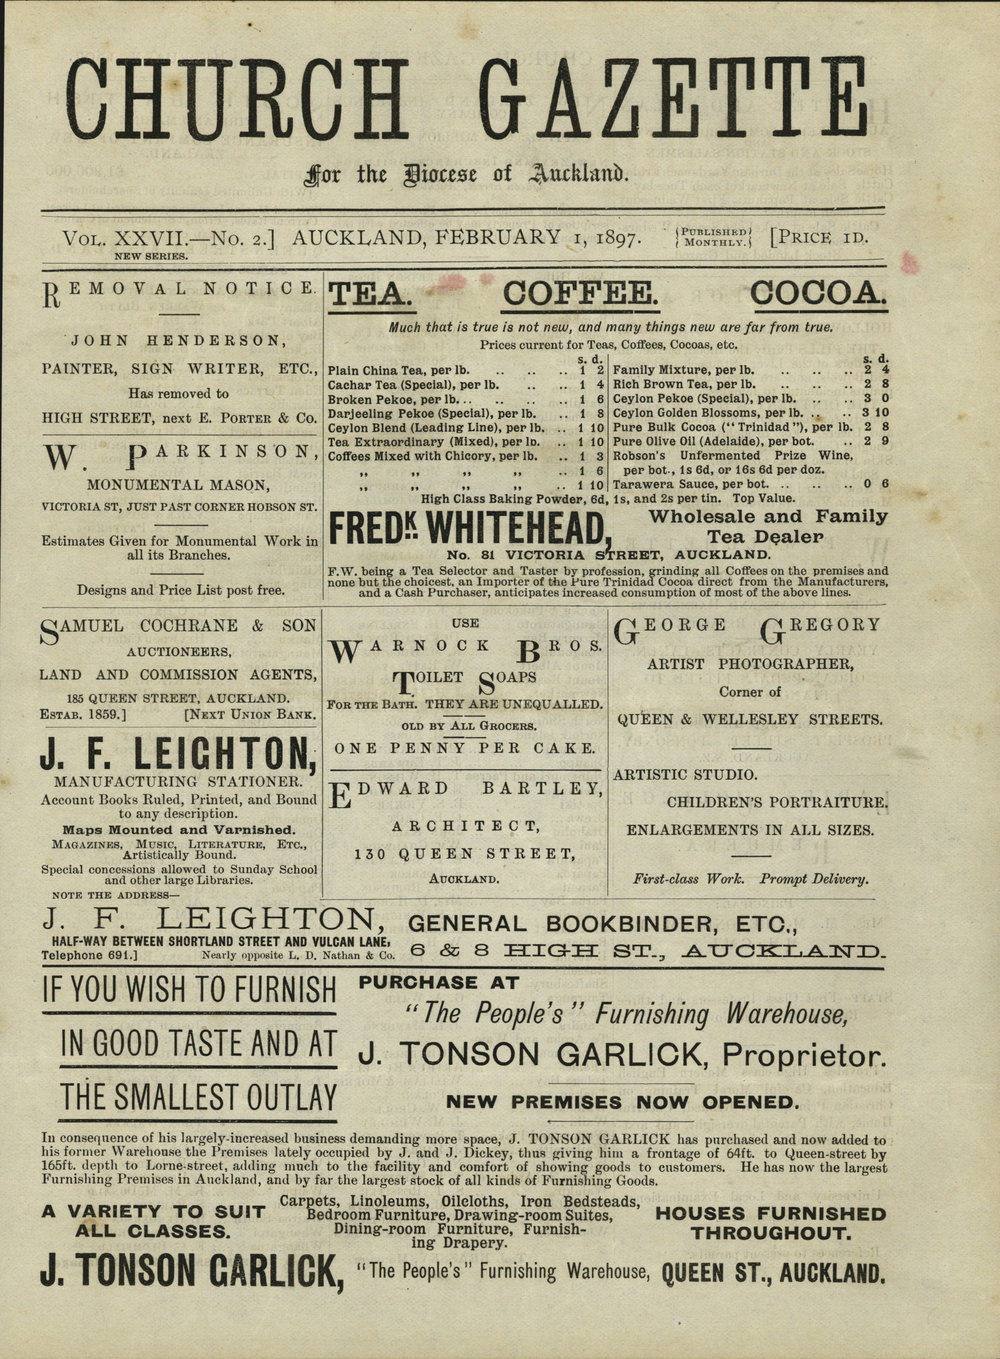 CHURCH GAZETTE
For the Diocese of Auckland.
VOL. XXVII.—No. 2.] AUCKLAND, FEBRUARY 1, 1897. {PUBLISHED MONTHLY.} [PRICE 1D.
NEW SERIES.
REMOVAL NOTICE.
JOHN HENDERSON,
PAINTER, SIGN WRITER, ETC.,
Has removed to
HIGH STREET, next E. PORTER & Co.
W. PARKINSON,
MONUMENTAL MASON,
VICTORIA ST, JUST PAST CORNER HOBSON ST.
Estimates Given for Monumental Work in
all its Branches.
Designs and Price List post free.
TEA. COFFEE. COCOA.
Much that is true is not new, and many things new are far from true.
Prices current for Teas, Coffees, Cocoas, etc.
s. d.
Plain China Tea, per lb. .. .. .. 1 2
Cachar Tea (Special), per lb. .. .. 1 4
Broken Pekoe, per lb... .. .. .. 1 6
Darjeeling Pekoe (Special), per lb. .. 1 8
Ceylon Blend (Leading Line), per lb. .. 1 10
Tea Extraordinary (Mixed), per lb. .. 1 10
Coffees Mixed with Chicory, per lb. .. 1 3
,, ,, ,, ,, .. 1 6
,, ,, ,, ,, .. 1 10
s. d.
Family Mixture, per lb. .. .. .. 2 4
Rich Brown Tea, per lb. .. .. .. 2 8
Ceylon Pekoe (Special), per lb. .. .. 3 0
Ceylon Golden Blossoms, per lb. .. .. 3 10
Pure Bulk Cocoa ("Trinidad"), per lb. 2 8
Pure Olive Oil (Adelaide), per bot. .. 2 9
Robson's Unfermented Prize Wine,
per bot., 1s 6d, or 16s 6d per doz.
Tarawera Sauce, per bot. .. .. .. 0 6
High Class Baking Powder, 6d, 1s, and 2s per tin. Top Value.
FREDK. WHITEHEAD, Wholesale and Family
Tea Dealer
No. 81 VICTORIA STREET, AUCKLAND.
F.W. being a Tea Selector and Taster by profession, grinding all Coffees on the premises and
none but the choicest, an Importer of the Pure Trinidad Cocoa direct from the Manufacturers,
and a Cash Purchaser, anticipates increased consumption of most of the above lines.
SAMUEL COCHRANE & SON
AUCTIONEERS,
LAND AND COMMISSION AGENTS,
185 QUEEN STREET, AUCKLAND.
ESTAB. 1859.] [NEXT UNION BANK.
J. F. LEIGHTON,
MANUFACTURING STATIONER.
Account Books Ruled, Printed, and Bound
to any description.
Maps Mounted and Varnished.
MAGAZINES, MUSIC, LITERATURE, ETC.,
Artistically Bound.
Special concessions allowed to Sunday School
and other large Libraries.
NOTE THE ADDRESS—
USE
WARNOCK BROS.
TOILET SOAPS
FOR THE BATH. THEY ARE UNEQUALLED.
OLD BY ALL GROCERS.
ONE PENNY PER CAKE.
EDWARD BARTLEY,
ARCHITECT,
130 QUEEN STREET,
AUCKLAND.
GEORGE GREGORY
ARTIST PHOTOGRAPHER,
Corner of
QUEEN & WELLESLEY STREETS.
ARTISTIC STUDIO.
CHILDREN'S PORTRAITURE.
ENLARGEMENTS IN ALL SIZES.
First-class Work. Prompt Delivery.
J. F. LEIGHTON, GENERAL BOOKBINDER, ETC.,
HALF-WAY BETWEEN SHORTLAND STREET AND VULCAN LANE,
Telephone 691.] Nearly opposite L. D. Nathan & Co. 6 & 8 HIGH ST., AUCKLAND.
IF YOU WISH TO FURNISH
IN GOOD TASTE AND AT
THE SMALLEST OUTLAY
PURCHASE AT
"The People's" Furnishing Warehouse,
J. TONSON GARLICK, Proprietor.
NEW PREMISES NOW OPENED.
In consequence of his largely-increased business demanding more space, J. TONSON GARLICK has purchased and now added to
his former Warehouse the Premises lately occupied by J. and J. Dickey, thus giving him a frontage of 64ft. to Queen-street by
165ft. depth to Lorne-street, adding much to the facility and comfort of showing goods to customers. He has now the largest
Furnishing Premises in Auckland, and by far the largest stock of all kinds of Furnishing Goods.
A VARIETY TO SUIT
ALL CLASSES.
Carpets, Linoleums, Oilcloths, Iron Bedsteads,
Bedroom Furniture, Drawing-room Suites,
Dining-room Furniture, Furnish-
ing Drapery.
HOUSES FURNISHED
THROUGHOUT.
J. TONSON GARLICK, "The People's" Furnishing Warehouse, QUEEN ST., AUCKLAND.